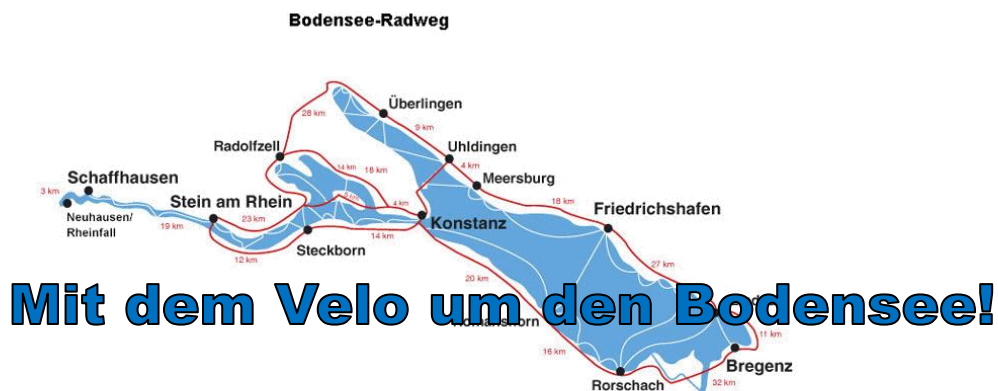 Bodensee-Radweg
Überlingen
28 km
9 km
Radolfzell
Uhldingen
14 km
18 km
4 km
Meersburg
Schaffhausen
3 km
Stein am Rhein
4 km
18 km
Friedrichshafen
Neuhausen/
Rheinfall
23 km
Konstanz
19 km
Steckborn
14 km
12 km
27 km
20 km
Mit dem Velo um den Bodensee!
11 km
16 km
Bregenz
Rorschach
32 km